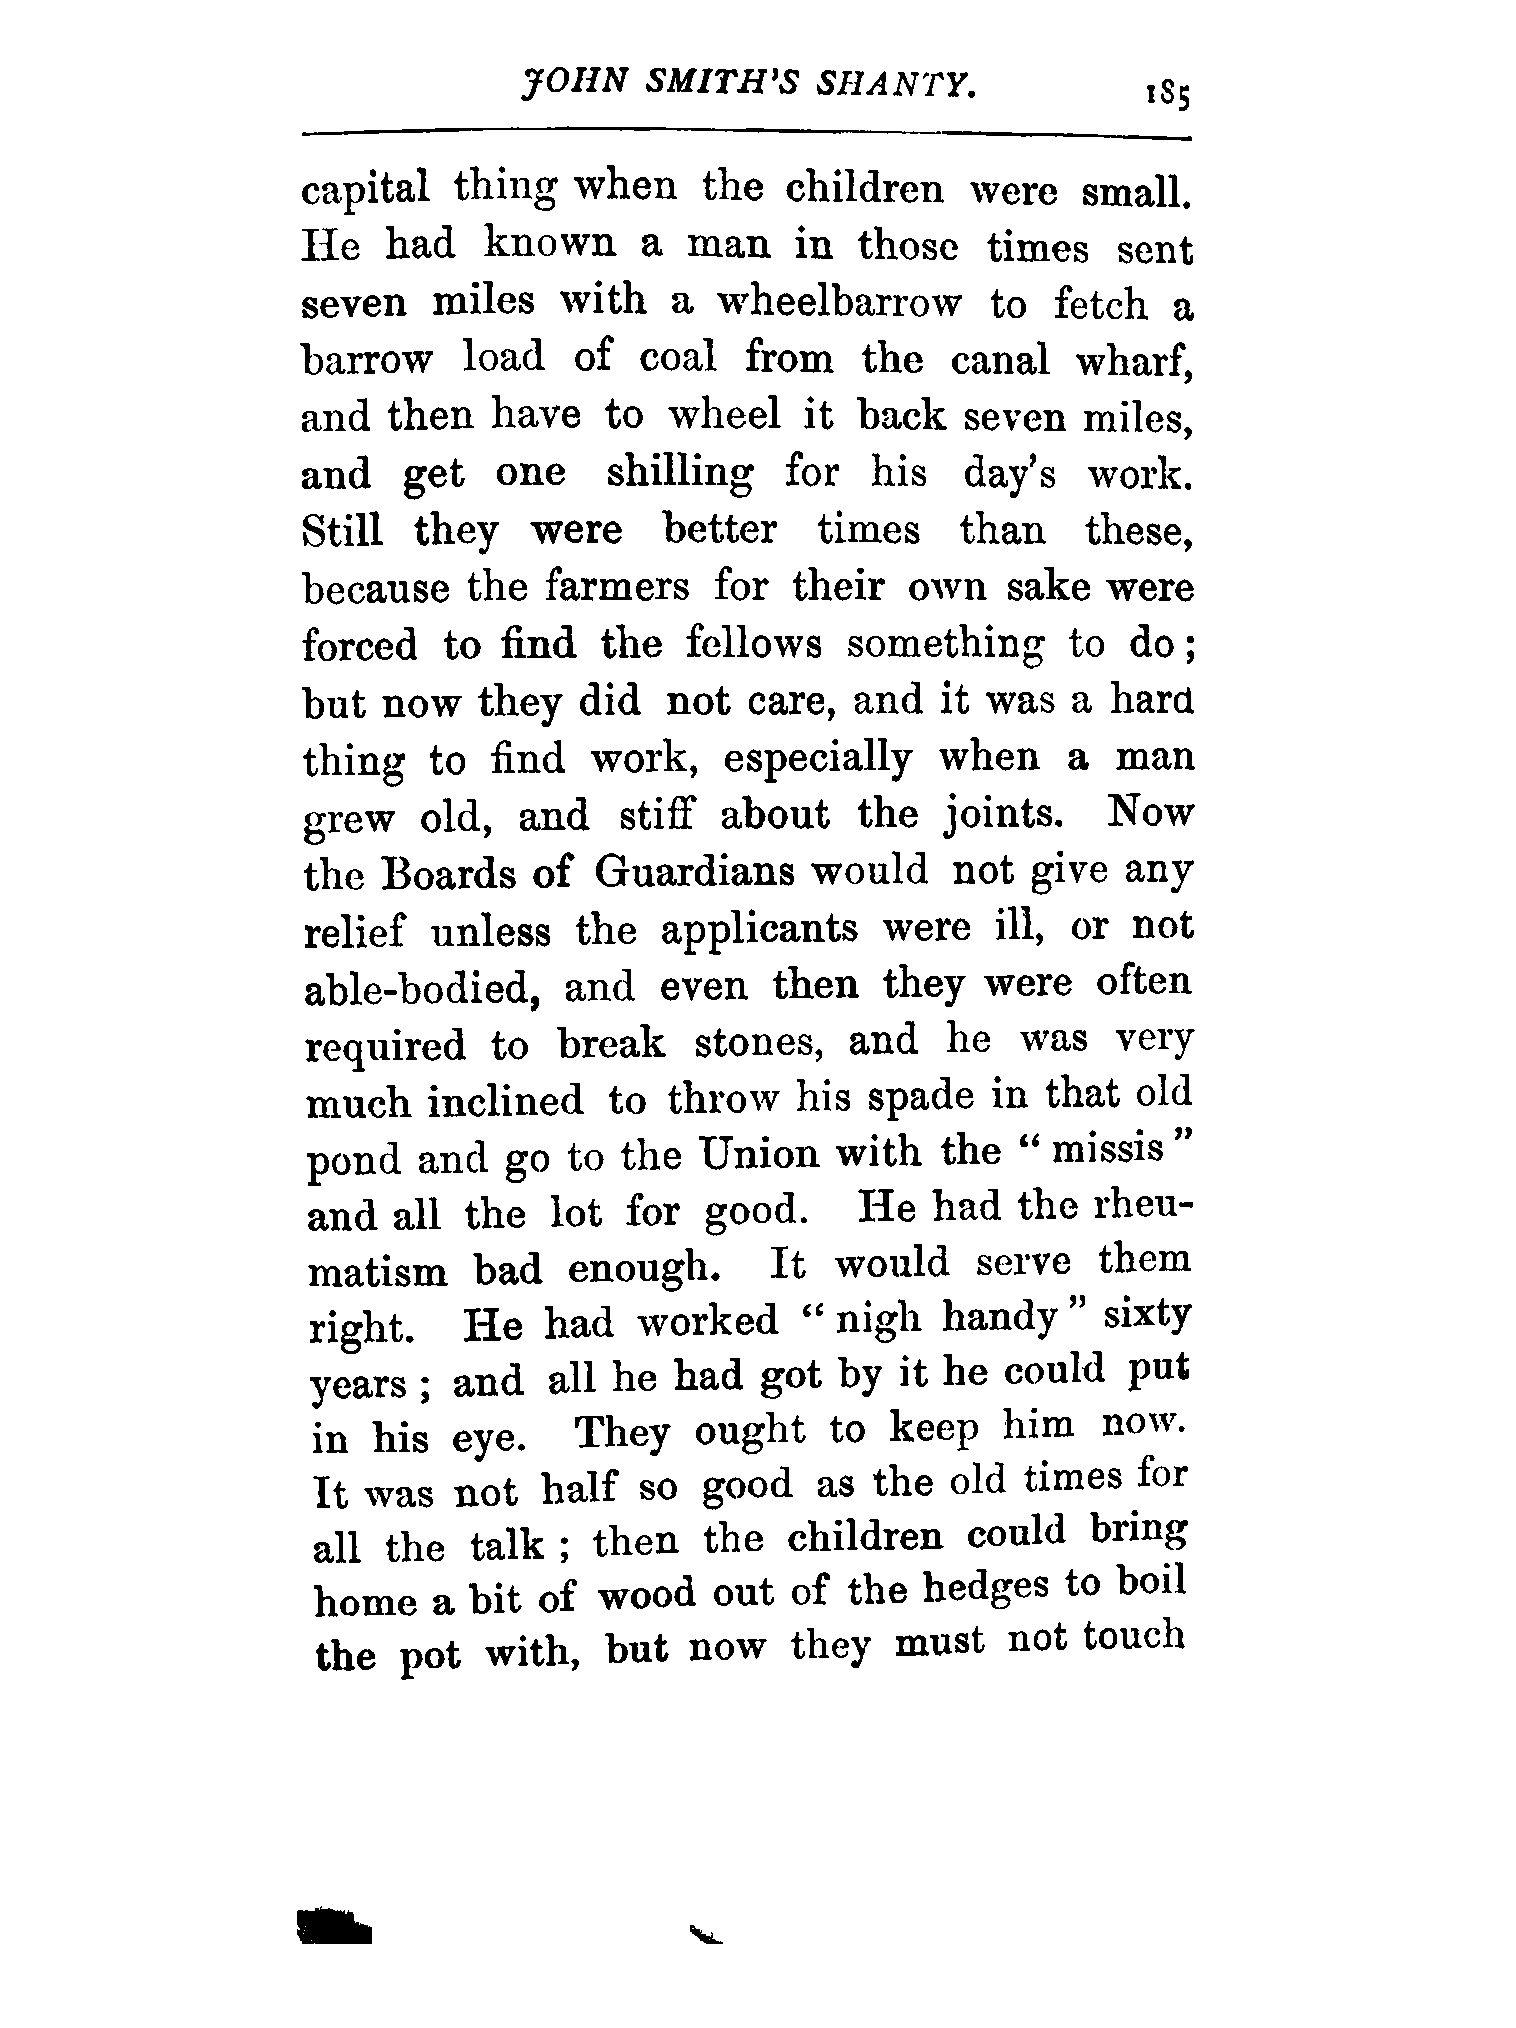 JOHN SMITH'S SHANTY. 185
capital thing when the children were small.
He had known a man in those times sent
seven miles with a wheelbarrow to fetch a
barrow load of coal from the canal wharf,
and then have to wheel it back seven miles,
and get one shilling for his day's work.
Still they were better times than these,
because the farmers for their own sake were
forced to find the fellows something to do ;
but now they did not care, and it was a hard
thing to find work, especially when a man
grew old, and stiff about the joints. Now
the Boards of Guardians would not give any
relief unless the applicants were ill, or not
able-bodied, and even then they were often
required to break stones, and he was very
much inclined to throw his spade in that old
pond and go to the Union with the “ missis ”
and all the lot for good. He had the rheu-
matism bad enough. It would serve them
right. He had worked “ nigh handy ” sixty
years ; and all he had got by it he could put
in his eye. They ought to keep him now.
It was not half so good as the old times for
all the talk ; then the children could bring
home a bit of wood out of the hedges to boil
the pot with, but now they must not touch